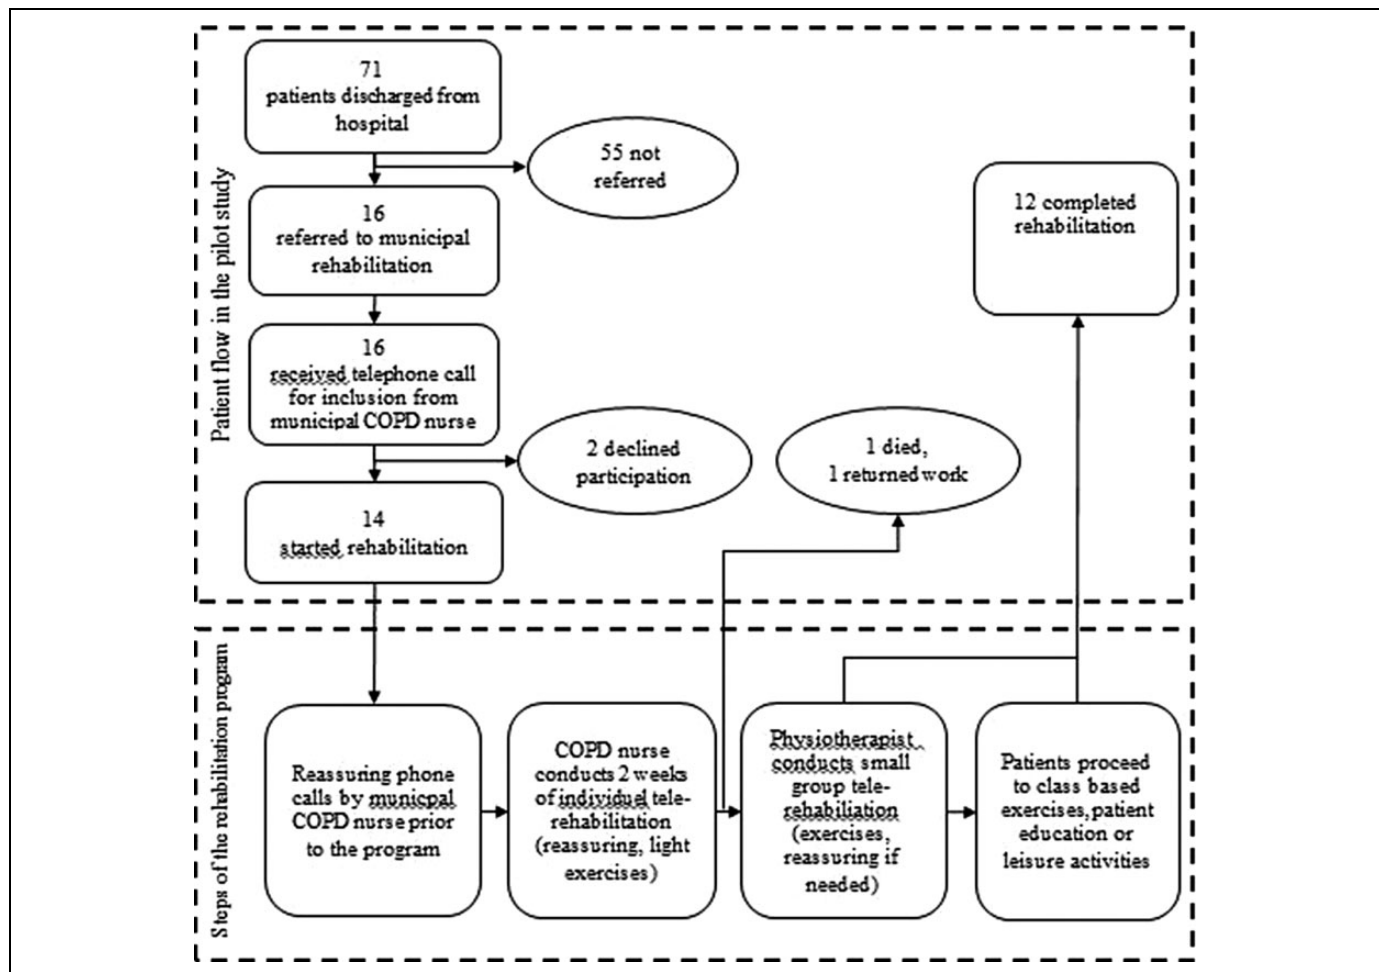 Patient flow in the pilot study
71
patients discharged from
hospital
55 not
referred
16
referred to municipal
rehabilitation
12 completed
rehabilitation
16
received telephone call
for inclusion from
municipal COPD nurse
2 declined
participation
1 died,
1 returned work
14
started rehabilitation
Steps of the rehabilitation program
Reassuring phone
calls by municpal
COPD nurse prior
to the program
COPD nurse
conducts 2 weeks
of individuel tele-
rehabilitation
(reassuring, light
exercises)
Physiotherapist
conducts small
group tele-
rehabiliation
(exercises,
reassuring if
needed)
Patients proceed
to class based
exercises, patient
education or
leisure activities